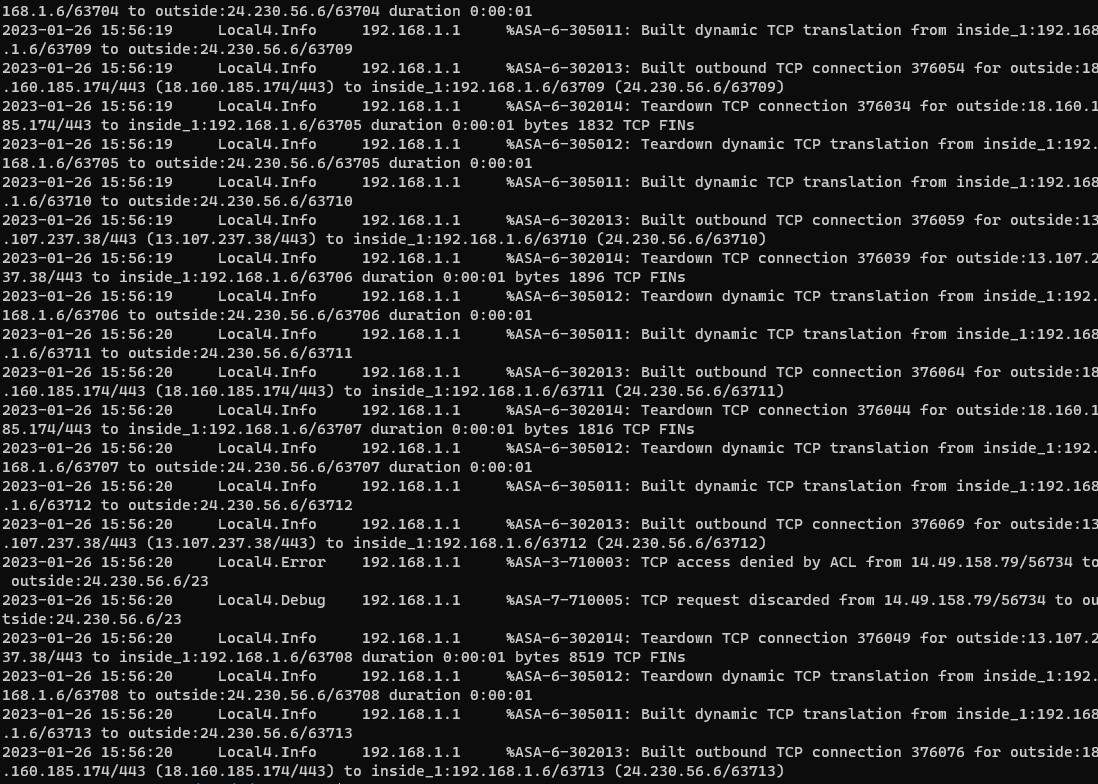 168.1.6/63704 to outside:24.230.56.6/63704 duration 0:00:01
2023-01-26 15:56:19     Local4.Info     192.168.1.1     %ASA-6-305011: Built dynamic TCP translation from inside_1:192.168
.1.6/63709 to outside:24.230.56.6/63709
2023-01-26 15:56:19     Local4.Info     192.168.1.1     %ASA-6-302013: Built outbound TCP connection 376054 for outside:18
.160.185.174/443 (18.160.185.174/443) to inside_1:192.168.1.6/63709 (24.230.56.6/63709)
2023-01-26 15:56:19     Local4.Info     192.168.1.1     %ASA-6-302014: Teardown TCP connection 376034 for outside:18.160.1
85.174/443 to inside_1:192.168.1.6/63705 duration 0:00:01 bytes 1832 TCP FINs
2023-01-26 15:56:19     Local4.Info     192.168.1.1     %ASA-6-305012: Teardown dynamic TCP translation from inside_1:192.
168.1.6/63705 to outside:24.230.56.6/63705 duration 0:00:01
2023-01-26 15:56:19     Local4.Info     192.168.1.1     %ASA-6-305011: Built dynamic TCP translation from inside_1:192.168
.1.6/63710 to outside:24.230.56.6/63710
2023-01-26 15:56:19     Local4.Info     192.168.1.1     %ASA-6-302013: Built outbound TCP connection 376059 for outside:13
.107.237.38/443 (13.107.237.38/443) to inside_1:192.168.1.6/63710 (24.230.56.6/63710)
2023-01-26 15:56:19     Local4.Info     192.168.1.1     %ASA-6-302014: Teardown TCP connection 376039 for outside:13.107.2
37.38/443 to inside_1:192.168.1.6/63706 duration 0:00:01 bytes 1896 TCP FINs
2023-01-26 15:56:19     Local4.Info     192.168.1.1     %ASA-6-305012: Teardown dynamic TCP translation from inside_1:192.
168.1.6/63706 to outside:24.230.56.6/63706 duration 0:00:01
2023-01-26 15:56:20     Local4.Info     192.168.1.1     %ASA-6-305011: Built dynamic TCP translation from inside_1:192.168
.1.6/63711 to outside:24.230.56.6/63711
2023-01-26 15:56:20     Local4.Info     192.168.1.1     %ASA-6-302013: Built outbound TCP connection 376064 for outside:18
.160.185.174/443 (18.160.185.174/443) to inside_1:192.168.1.6/63711 (24.230.56.6/63711)
2023-01-26 15:56:20     Local4.Info     192.168.1.1     %ASA-6-302014: Teardown TCP connection 376044 for outside:18.160.1
85.174/443 to inside_1:192.168.1.6/63707 duration 0:00:01 bytes 1816 TCP FINs
2023-01-26 15:56:20     Local4.Info     192.168.1.1     %ASA-6-305012: Teardown dynamic TCP translation from inside_1:192.
168.1.6/63707 to outside:24.230.56.6/63707 duration 0:00:01
2023-01-26 15:56:20     Local4.Info     192.168.1.1     %ASA-6-305011: Built dynamic TCP translation from inside_1:192.168
.1.6/63712 to outside:24.230.56.6/63712
2023-01-26 15:56:20     Local4.Info     192.168.1.1     %ASA-6-302013: Built outbound TCP connection 376069 for outside:13
.107.237.38/443 (13.107.237.38/443) to inside_1:192.168.1.6/63712 (24.230.56.6/63712)
2023-01-26 15:56:20     Local4.Error    192.168.1.1     %ASA-3-710003: TCP access denied by ACL from 14.49.158.79/56734 to
 outside:24.230.56.6/23
2023-01-26 15:56:20     Local4.Debug    192.168.1.1     %ASA-7-710005: TCP request discarded from 14.49.158.79/56734 to ou
tside:24.230.56.6/23
2023-01-26 15:56:20     Local4.Info     192.168.1.1     %ASA-6-302014: Teardown TCP connection 376049 for outside:13.107.2
37.38/443 to inside_1:192.168.1.6/63708 duration 0:00:01 bytes 8519 TCP FINs
2023-01-26 15:56:20     Local4.Info     192.168.1.1     %ASA-6-305012: Teardown dynamic TCP translation from inside_1:192.
168.1.6/63708 to outside:24.230.56.6/63708 duration 0:00:01
2023-01-26 15:56:20     Local4.Info     192.168.1.1     %ASA-6-305011: Built dynamic TCP translation from inside_1:192.168
.1.6/63713 to outside:24.230.56.6/63713
2023-01-26 15:56:20     Local4.Info     192.168.1.1     %ASA-6-302013: Built outbound TCP connection 376076 for outside:18
.160.185.174/443 (18.160.185.174/443) to inside_1:192.168.1.6/63713 (24.230.56.6/63713)